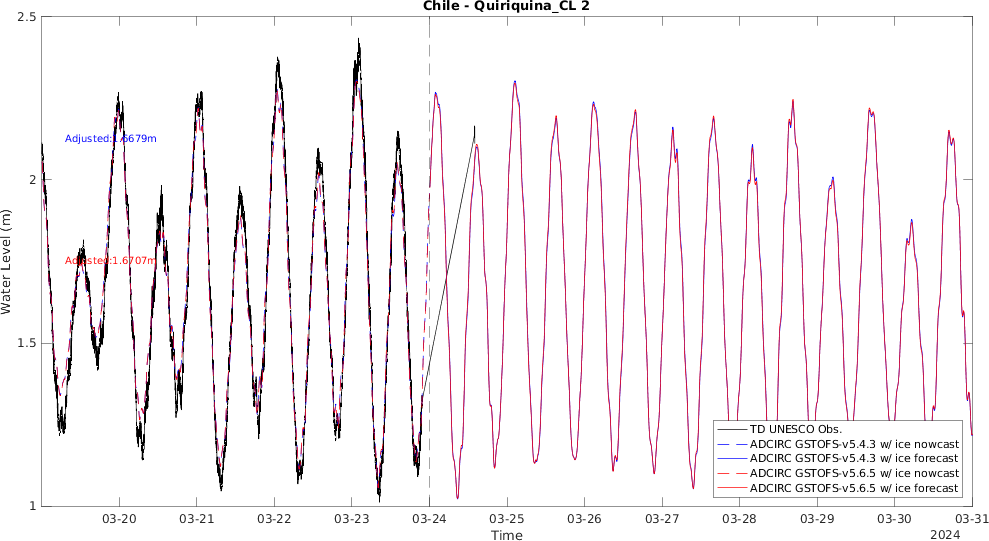 Chile - Quiriquina_CL 2
2.5
2
1.5
1
Water Level (m)
Adjusted:1.6679m
Adjusted:1.6707m
TD UNESCO Obs.
ADCIRC GSTOFS-v5.4.3 w/ ice nowcast
ADCIRC GSTOFS-v5.4.3 w/ ice forecast
ADCIRC GSTOFS-v5.6.5 w/ ice nowcast
ADCIRC GSTOFS-v5.6.5 w/ ice forecast
03-20 03-21 03-22 03-23 03-24 03-25 03-26 03-27 03-28 03-29 03-30 03-31
Time
2024